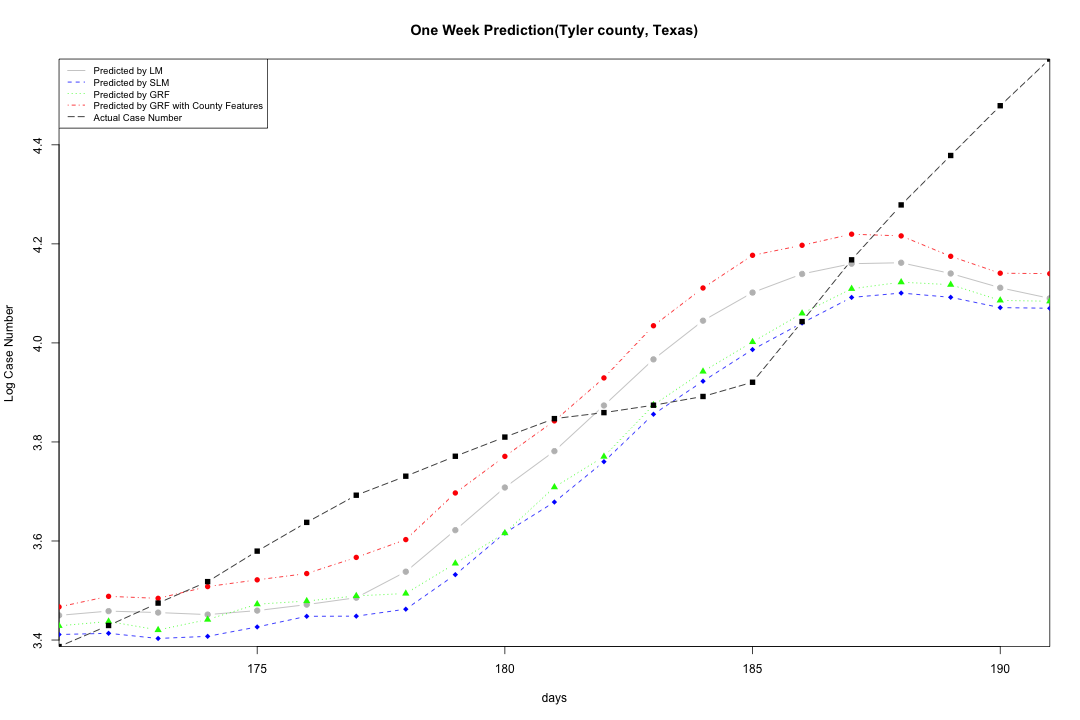 One Week Prediction(Tyler county, Texas)
Predicted by LM
Predicted by SLM
Predicted by GRF
Predicted by GRF with County Features
Actual Case Number
Log Case Number
4.4
4.2
4.0
3.8
3.6
3.4
175 180 185 190
days